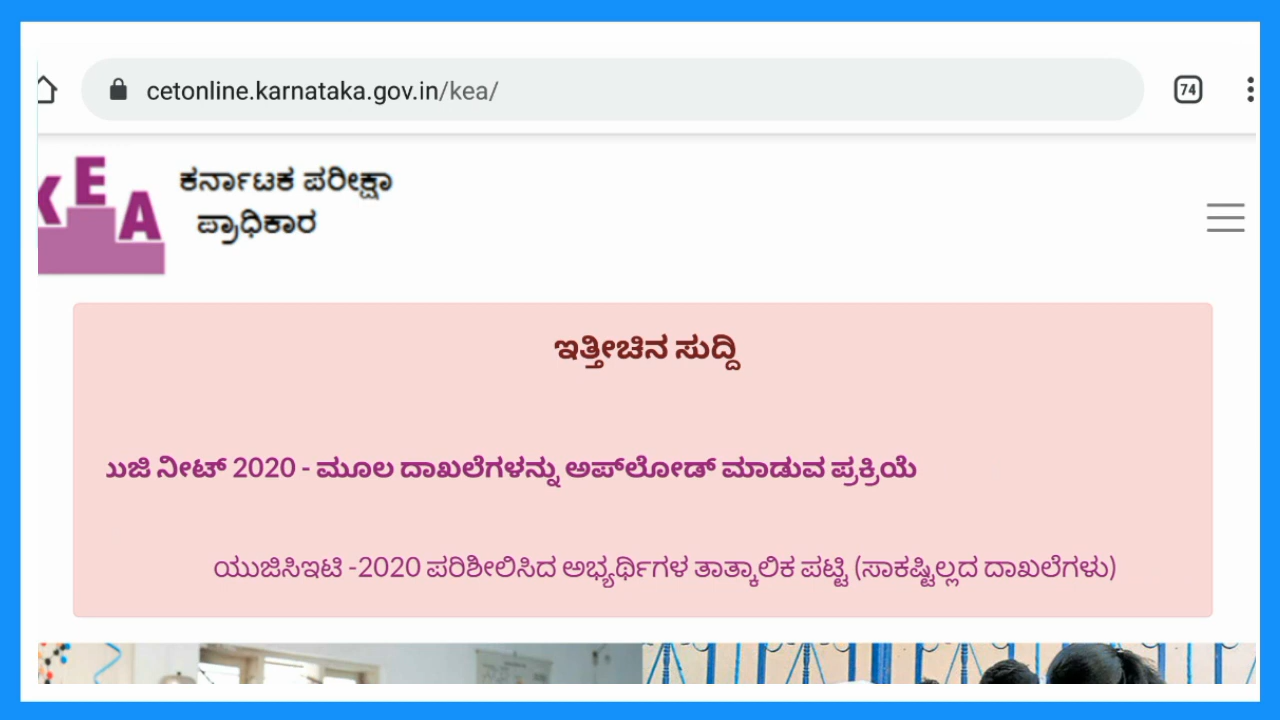 cetonline.karnataka.gov.in/kea/
74
KEA
ಕರ್ನಾಟಕ ಪರೀಕ್ಷಾ
ಪ್ರಾಧಿಕಾರ
ಇತ್ತೀಚಿನ ಸುದ್ದಿ
ಯುಜಿ ನೀಟ್ 2020 - ಮೂಲ ದಾಖಲೆಗಳನ್ನು ಅಪ್‌ಲೋಡ್ ಮಾಡುವ ಪ್ರಕ್ರಿಯೆ
ಯುಜಿಸಿಇಟಿ -2020 ಪರಿಶೀಲಿಸಿದ ಅಭ್ಯರ್ಥಿಗಳ ತಾತ್ಕಾಲಿಕ ಪಟ್ಟಿ (ಸಾಕಷ್ಟಿಲ್ಲದ ದಾಖಲೆಗಳು)